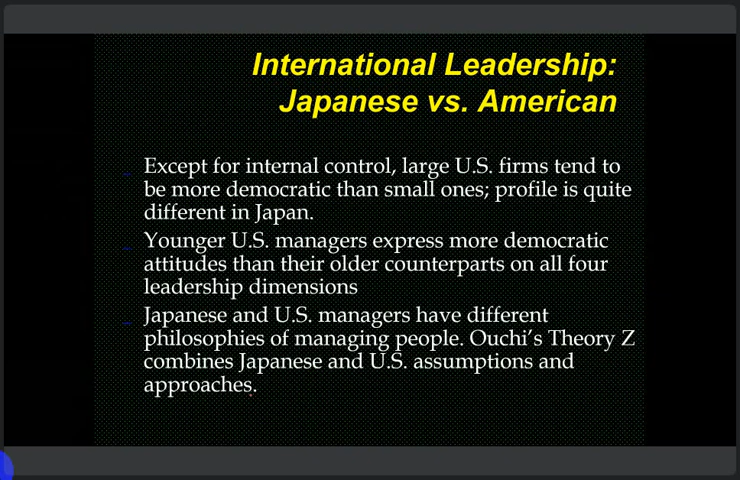 International Leadership:
Japanese vs. American
Except for internal control, large U.S. firms tend to
be more democratic than small ones; profile is quite
different in Japan.
Younger U.S. managers express more democratic
attitudes than their older counterparts on all four
leadership dimensions
Japanese and U.S. managers have different
philosophies of managing people. Ouchi’s Theory Z
combines Japanese and U.S. assumptions and
approaches.